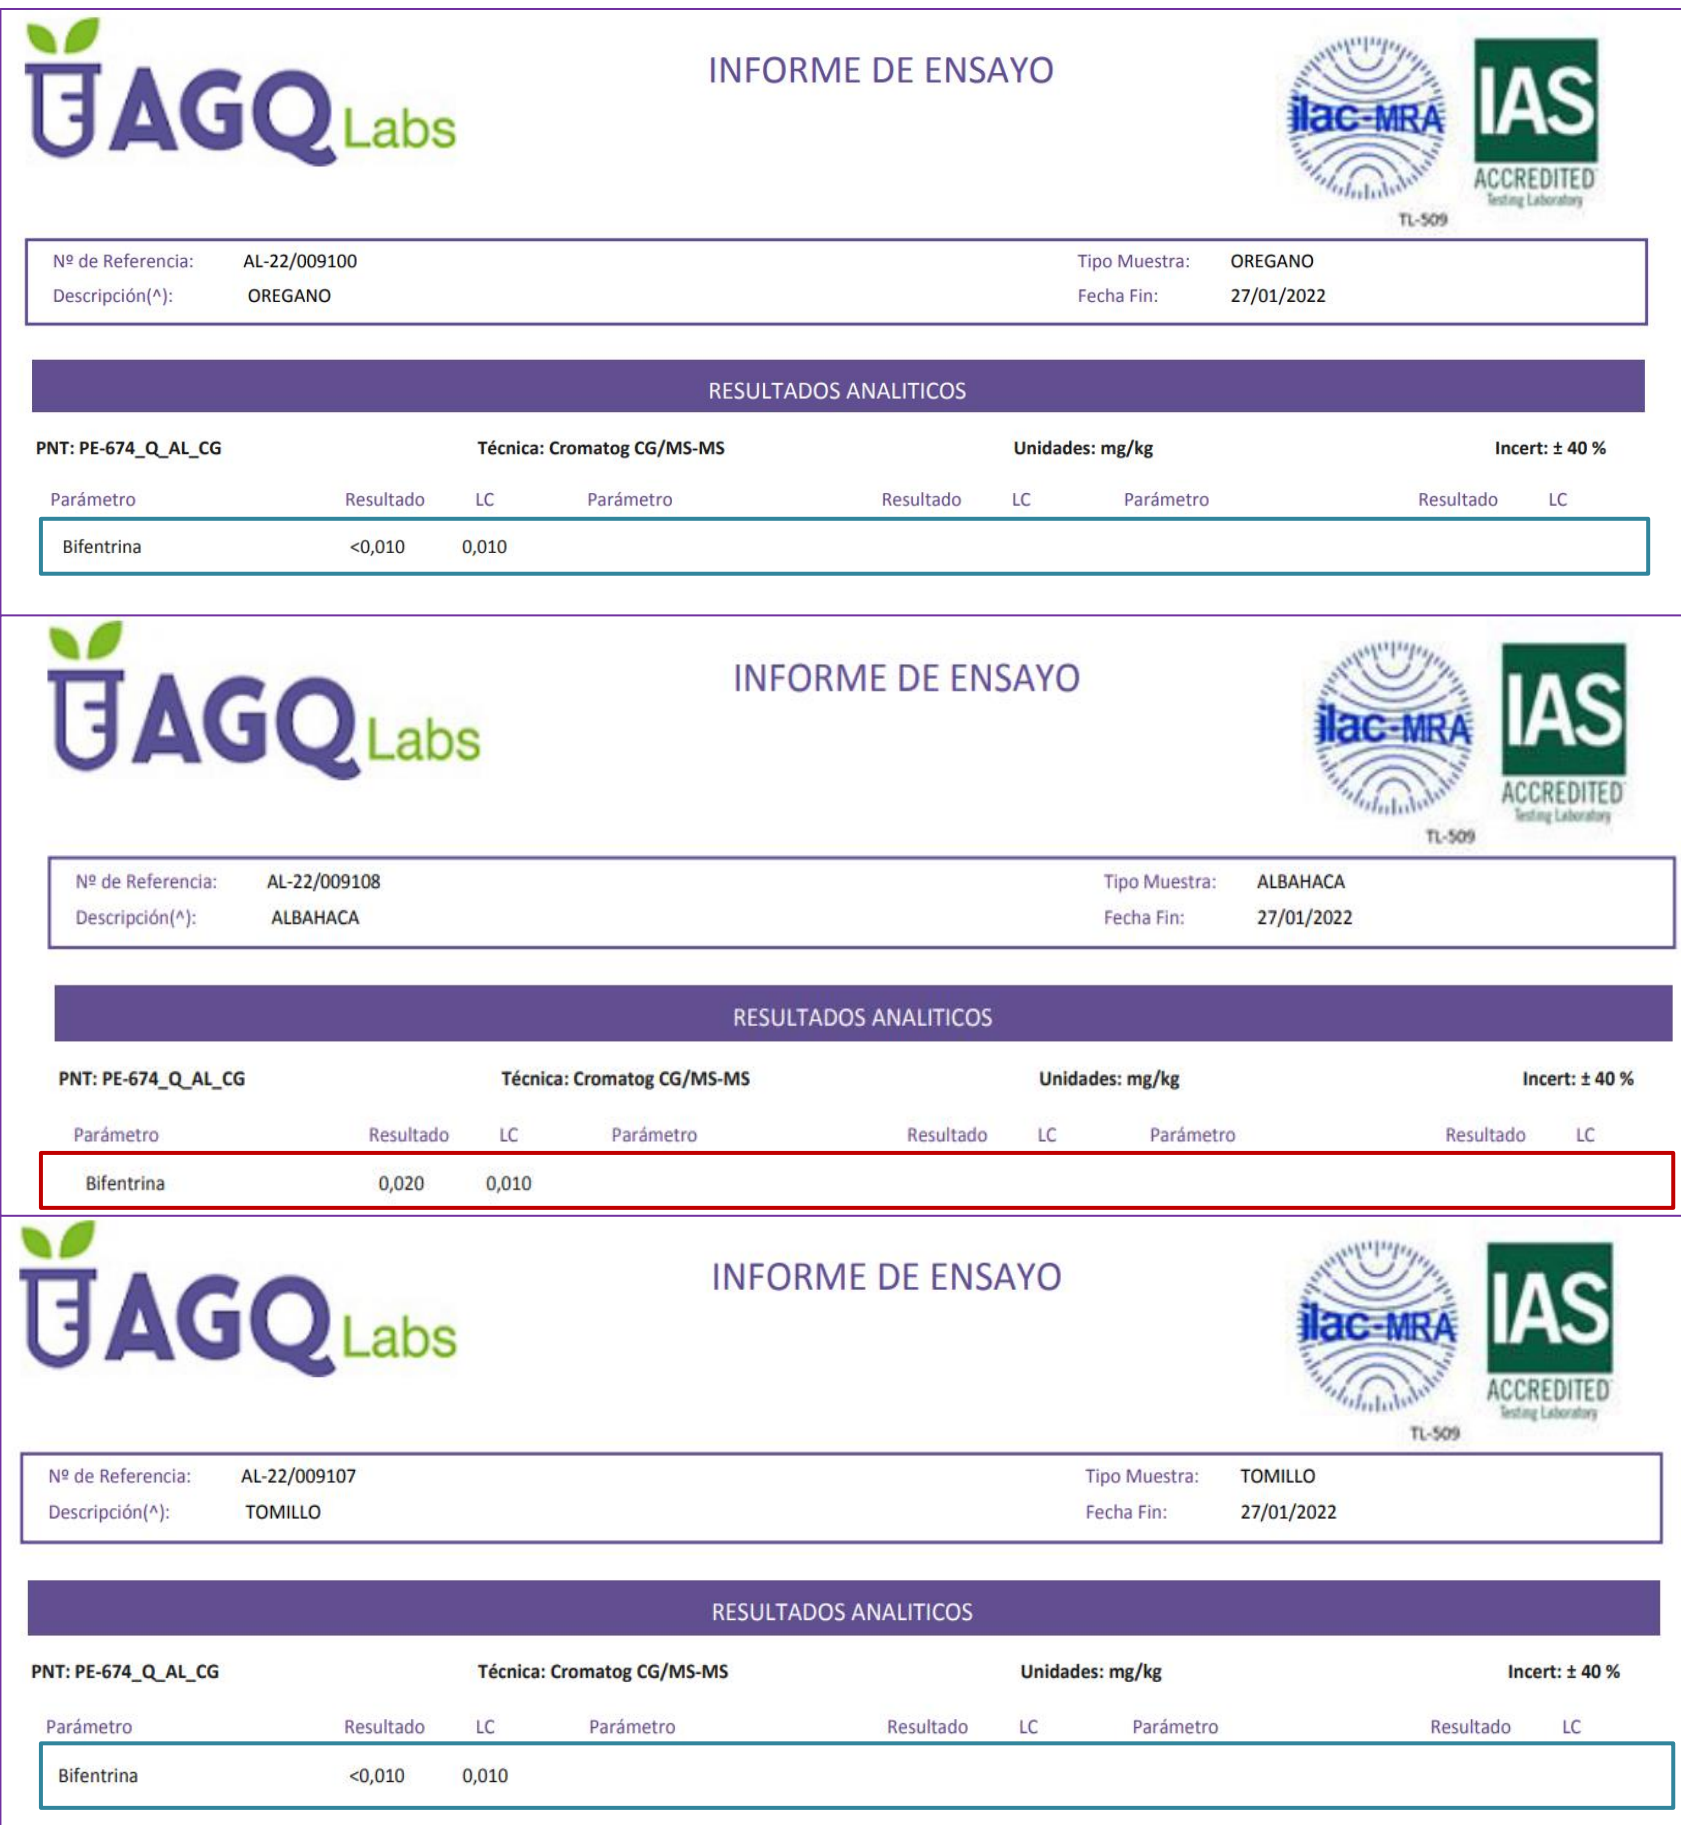 AGQ Labs
INFORME DE ENSAYO
ilac-MRA
IAS
ACCREDITED
Testing Laboratory
TL-509
Nº de Referencia: AL-22/009100 Tipo Muestra: OREGANO
Descripción(^): OREGANO Fecha Fin: 27/01/2022
RESULTADOS ANALITICOS
PNT: PE-674_Q_AL_CG Técnica: Cromatog CG/MS-MS Unidades: mg/kg Incert: ± 40 %
Parámetro Resultado LC Parámetro Resultado LC Parámetro Resultado LC
Bifentrina <0,010 0,010
AGQ Labs
INFORME DE ENSAYO
ilac-MRA
IAS
ACCREDITED
Testing Laboratory
TL-509
Nº de Referencia: AL-22/009108 Tipo Muestra: ALBAHACA
Descripción(^): ALBAHACA Fecha Fin: 27/01/2022
RESULTADOS ANALITICOS
PNT: PE-674_Q_AL_CG Técnica: Cromatog CG/MS-MS Unidades: mg/kg Incert: ± 40 %
Parámetro Resultado LC Parámetro Resultado LC Parámetro Resultado LC
Bifentrina 0,020 0,010
AGQ Labs
INFORME DE ENSAYO
ilac-MRA
IAS
ACCREDITED
Testing Laboratory
TL-509
Nº de Referencia: AL-22/009107 Tipo Muestra: TOMILLO
Descripción(^): TOMILLO Fecha Fin: 27/01/2022
RESULTADOS ANALITICOS
PNT: PE-674_Q_AL_CG Técnica: Cromatog CG/MS-MS Unidades: mg/kg Incert: ± 40 %
Parámetro Resultado LC Parámetro Resultado LC Parámetro Resultado LC
Bifentrina <0,010 0,010